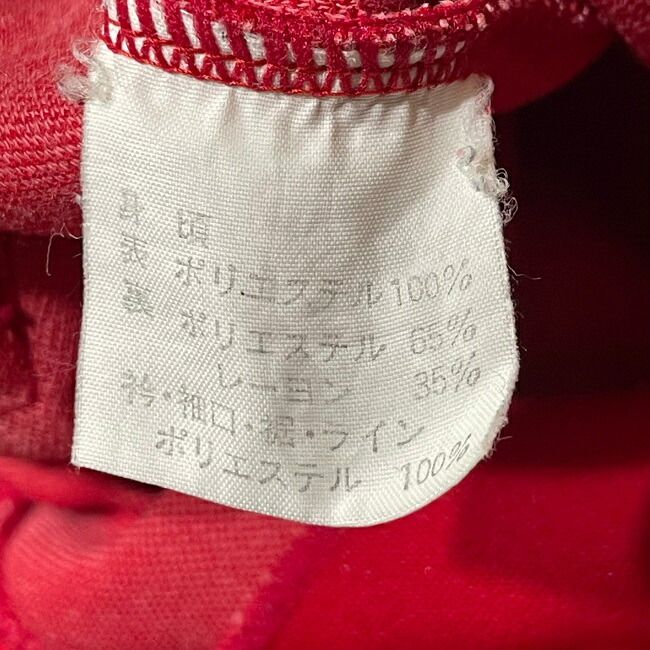 身頃
表 ポリエステル100%
裏 ポリエステル 65%
レーヨン 35%
衿・袖口・裾・ライン
ポリエステル 100%